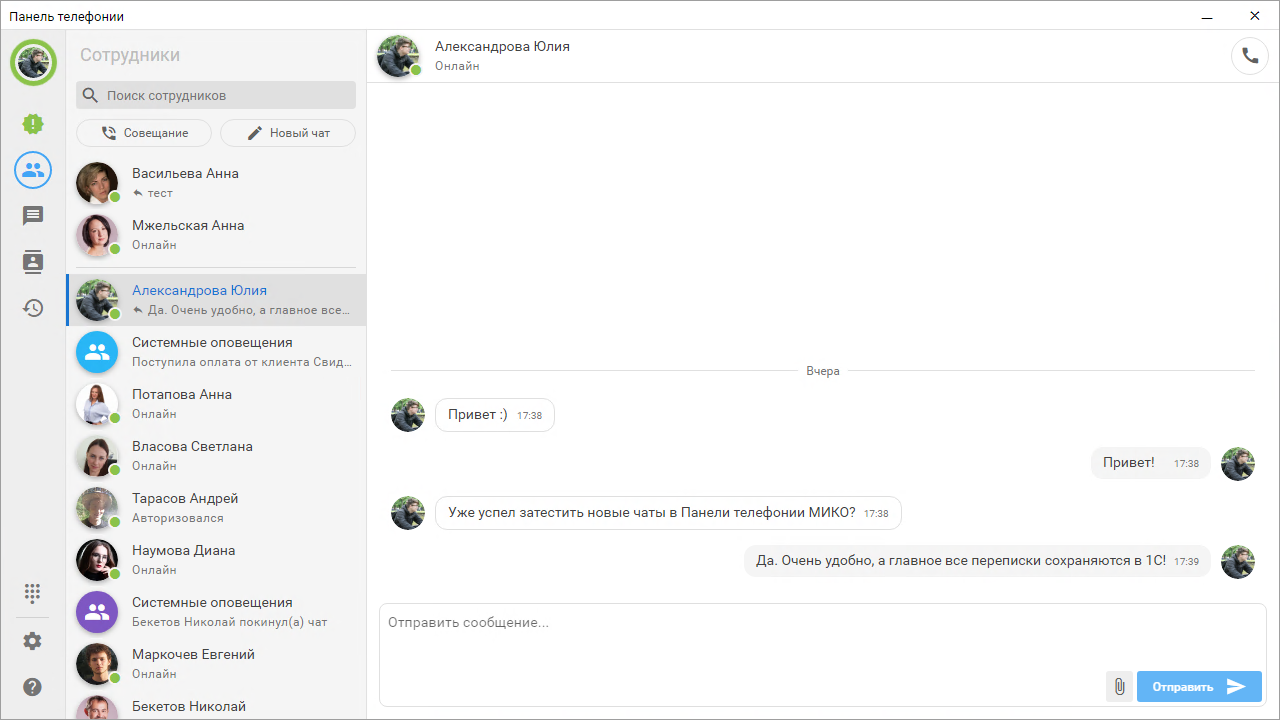 Панель телефонии
Сотрудники
Поиск сотрудников
Совещание
Новый чат
Васильева Анна
тест
Мжельская Анна
Онлайн
Александрова Юлия
Да. Очень удобно, а главное все...
Системные оповещения
Поступила оплата от клиента Свид...
Потапова Анна
Онлайн
Власова Светлана
Онлайн
Тарасов Андрей
Авторизовался
Наумова Диана
Онлайн
Системные оповещения
Бекетов Николай покинул(а) чат
Маркочев Евгений
Онлайн
Бекетов Николай
Александрова Юлия
Онлайн
Вчера
Привет :) 17:38
Привет! 17:38
Уже успел затестить новые чаты в Панели телефонии МИКО? 17:38
Да. Очень удобно, а главное все переписки сохраняются в 1С! 17:39
Отправить сообщение...
Отправить